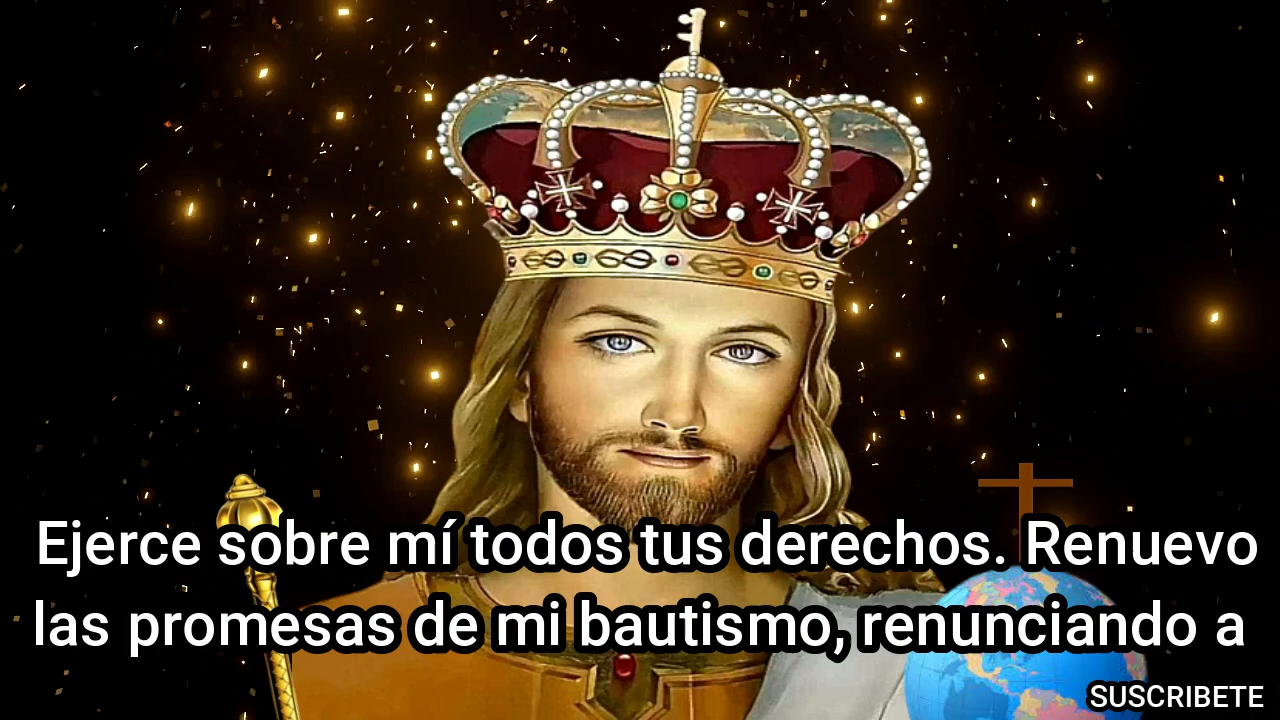 Ejerce sobre mí todos tus derechos. Renuevo
las promesas de mi bautismo, renunciando a
SUSCRIBETE